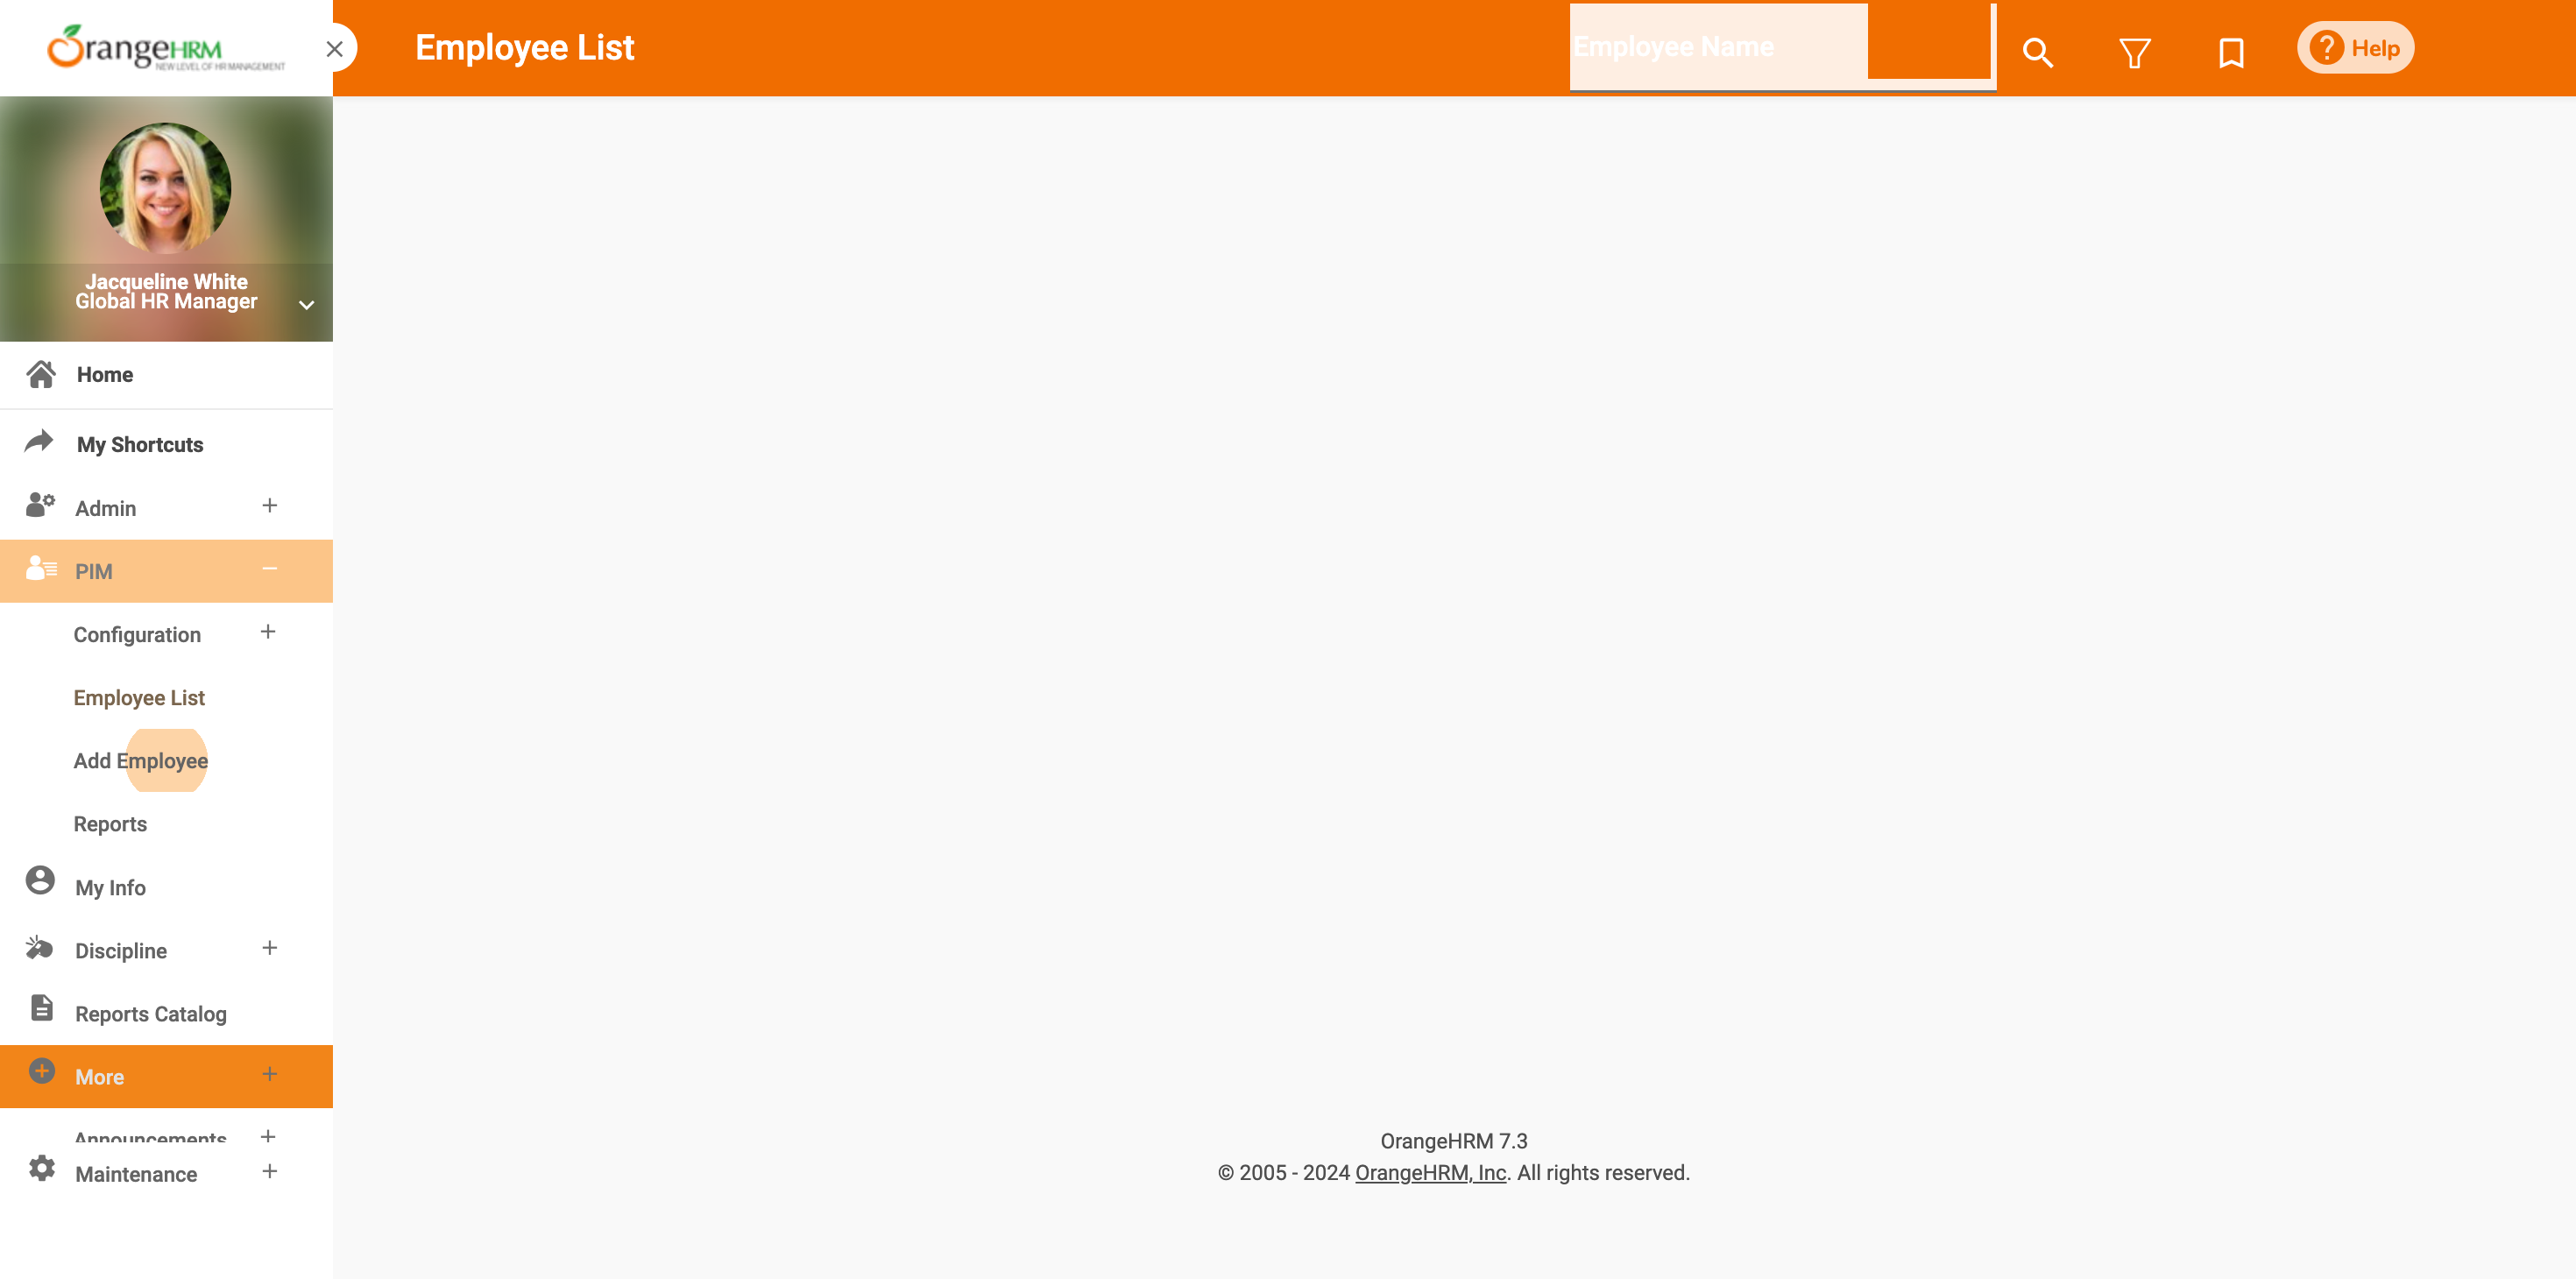 OrangeHRM
NEW LEVEL OF HR MANAGEMENT
Employee List
Employee Name
Help
Jacqueline White
Global HR Manager
Home
My Shortcuts
Admin
PIM
Configuration
Employee List
Add Employee
Reports
My Info
Discipline
Reports Catalog
More
Announcements
Maintenance
OrangeHRM 7.3
© 2005 - 2024 OrangeHRM, Inc. All rights reserved.